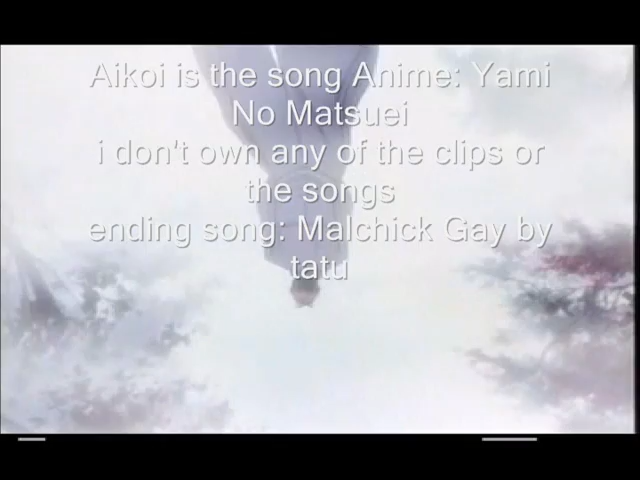 Aikoi is the song Anime: Yami
No Matsuei
i don't own any of the clips or
the songs
ending song: Malchick Gay by
tatu